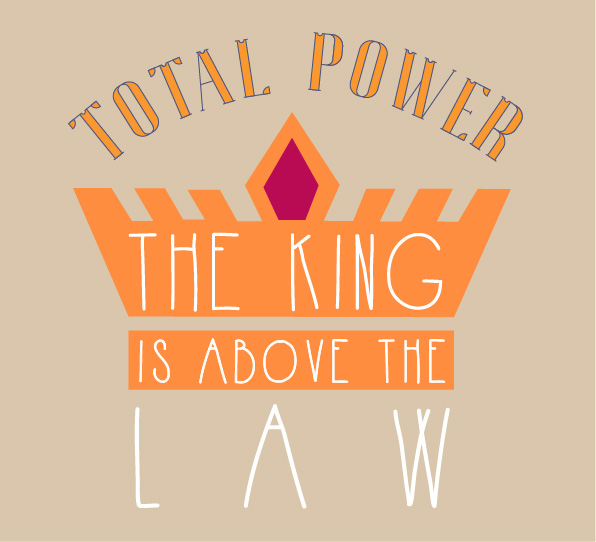 TOTAL POWER
THE KING
IS ABOVE THE
LAW